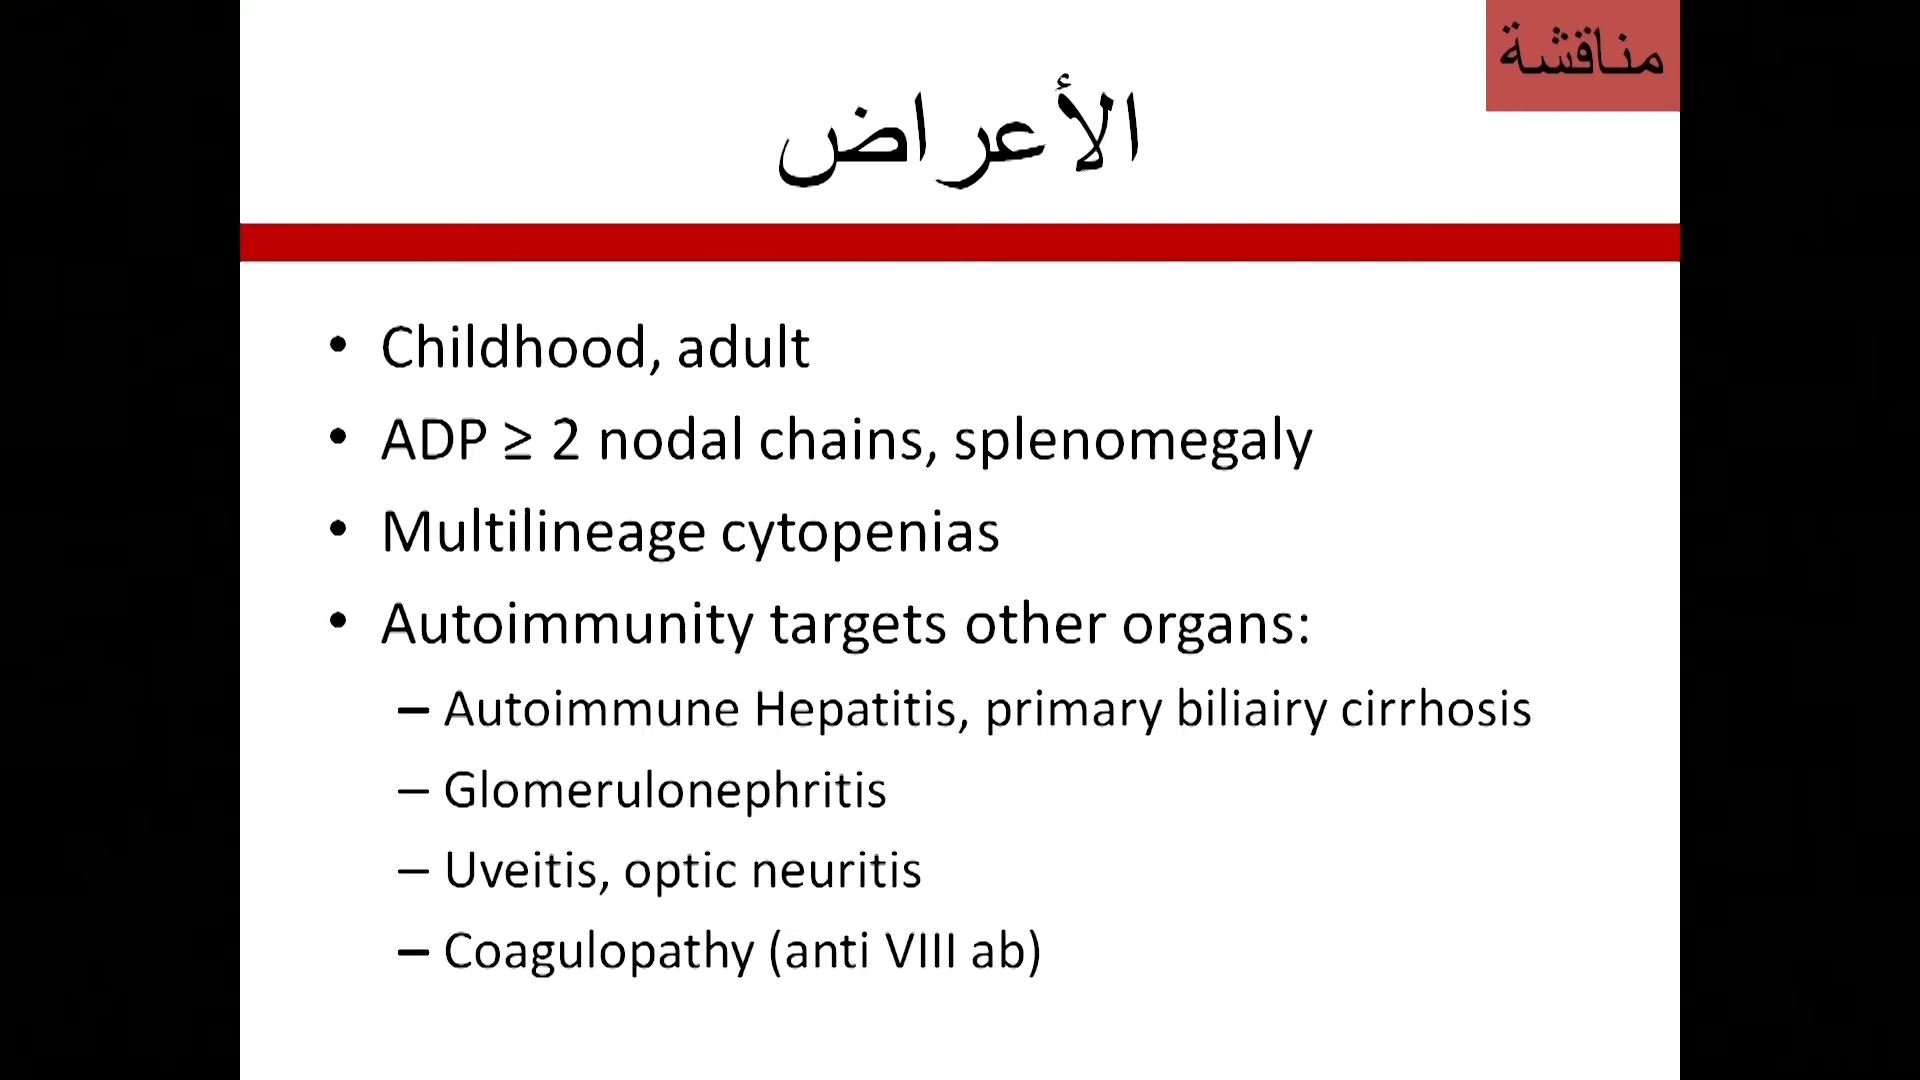 مناقشة
الأعراض
• Childhood, adult
• ADP ≥ 2 nodal chains, splenomegaly
• Multilineage cytopenias
• Autoimmunity targets other organs:
– Autoimmune Hepatitis, primary biliairy cirrhosis
– Glomerulonephritis
– Uveitis, optic neuritis
– Coagulopathy (anti VIII ab)